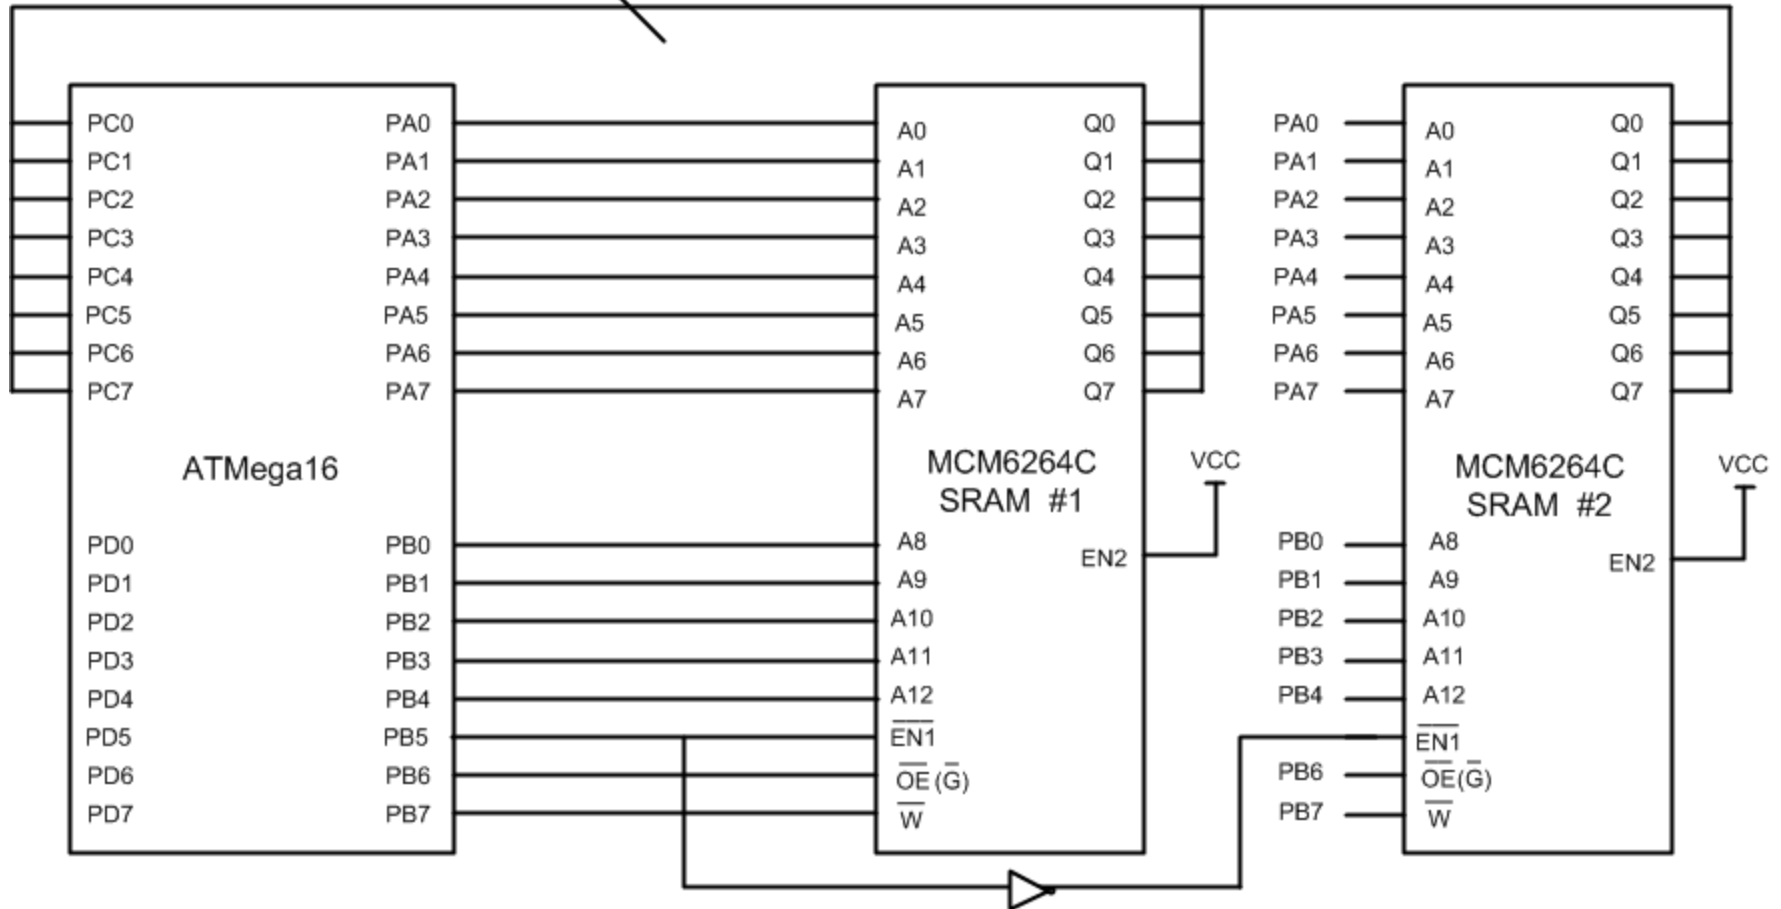 PC0
PC1
PC2
PC3
PC4
PC5
PC6
PC7
PA0
PA1
PA2
PA3
PA4
PA5
PA6
PA7
ATMega16
PD0
PD1
PD2
PD3
PD4
PD5
PD6
PD7
PB0
PB1
PB2
PB3
PB4
PB5
PB6
PB7
A0
A1
A2
A3
A4
A5
A6
A7
Q0
Q1
Q2
Q3
Q4
Q5
Q6
Q7
MCM6264C
SRAM #1
VCC
EN2
A8
A9
A10
A11
A12
E̅N̅1̅
O̅E̅(G̅)
W̅
PA0
PA1
PA2
PA3
PA4
PA5
PA6
PA7
PB0
PB1
PB2
PB3
PB4
PB6
PB7
A0
A1
A2
A3
A4
A5
A6
A7
Q0
Q1
Q2
Q3
Q4
Q5
Q6
Q7
MCM6264C
SRAM #2
VCC
EN2
A8
A9
A10
A11
A12
E̅N̅1̅
O̅E̅(G̅)
W̅